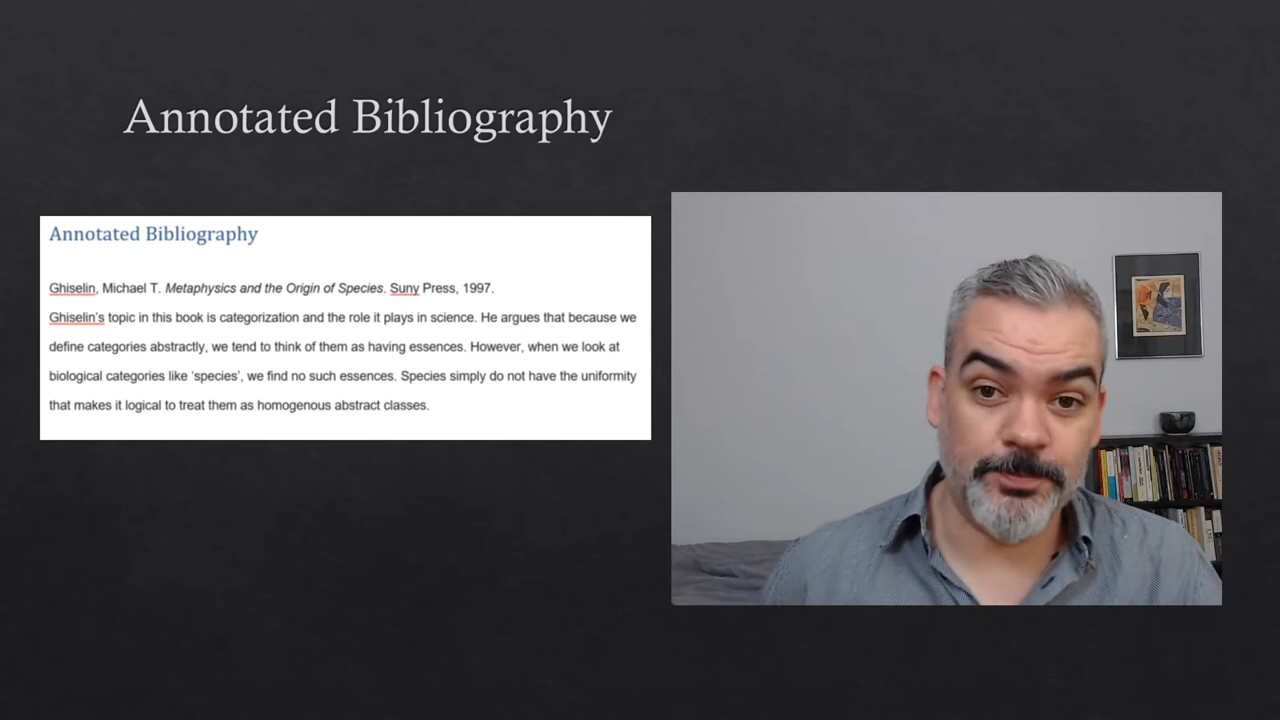 Annotated Bibliography
Annotated Bibliography
Ghiselin, Michael T. Metaphysics and the Origin of Species. Suny Press, 1997.
Ghiselin's topic in this book is categorization and the role it plays in science. He argues that because we
define categories abstractly, we tend to think of them as having essences. However, when we look at
biological categories like ‘species’, we find no such essences. Species simply do not have the uniformity
that makes it logical to treat them as homogenous abstract classes.